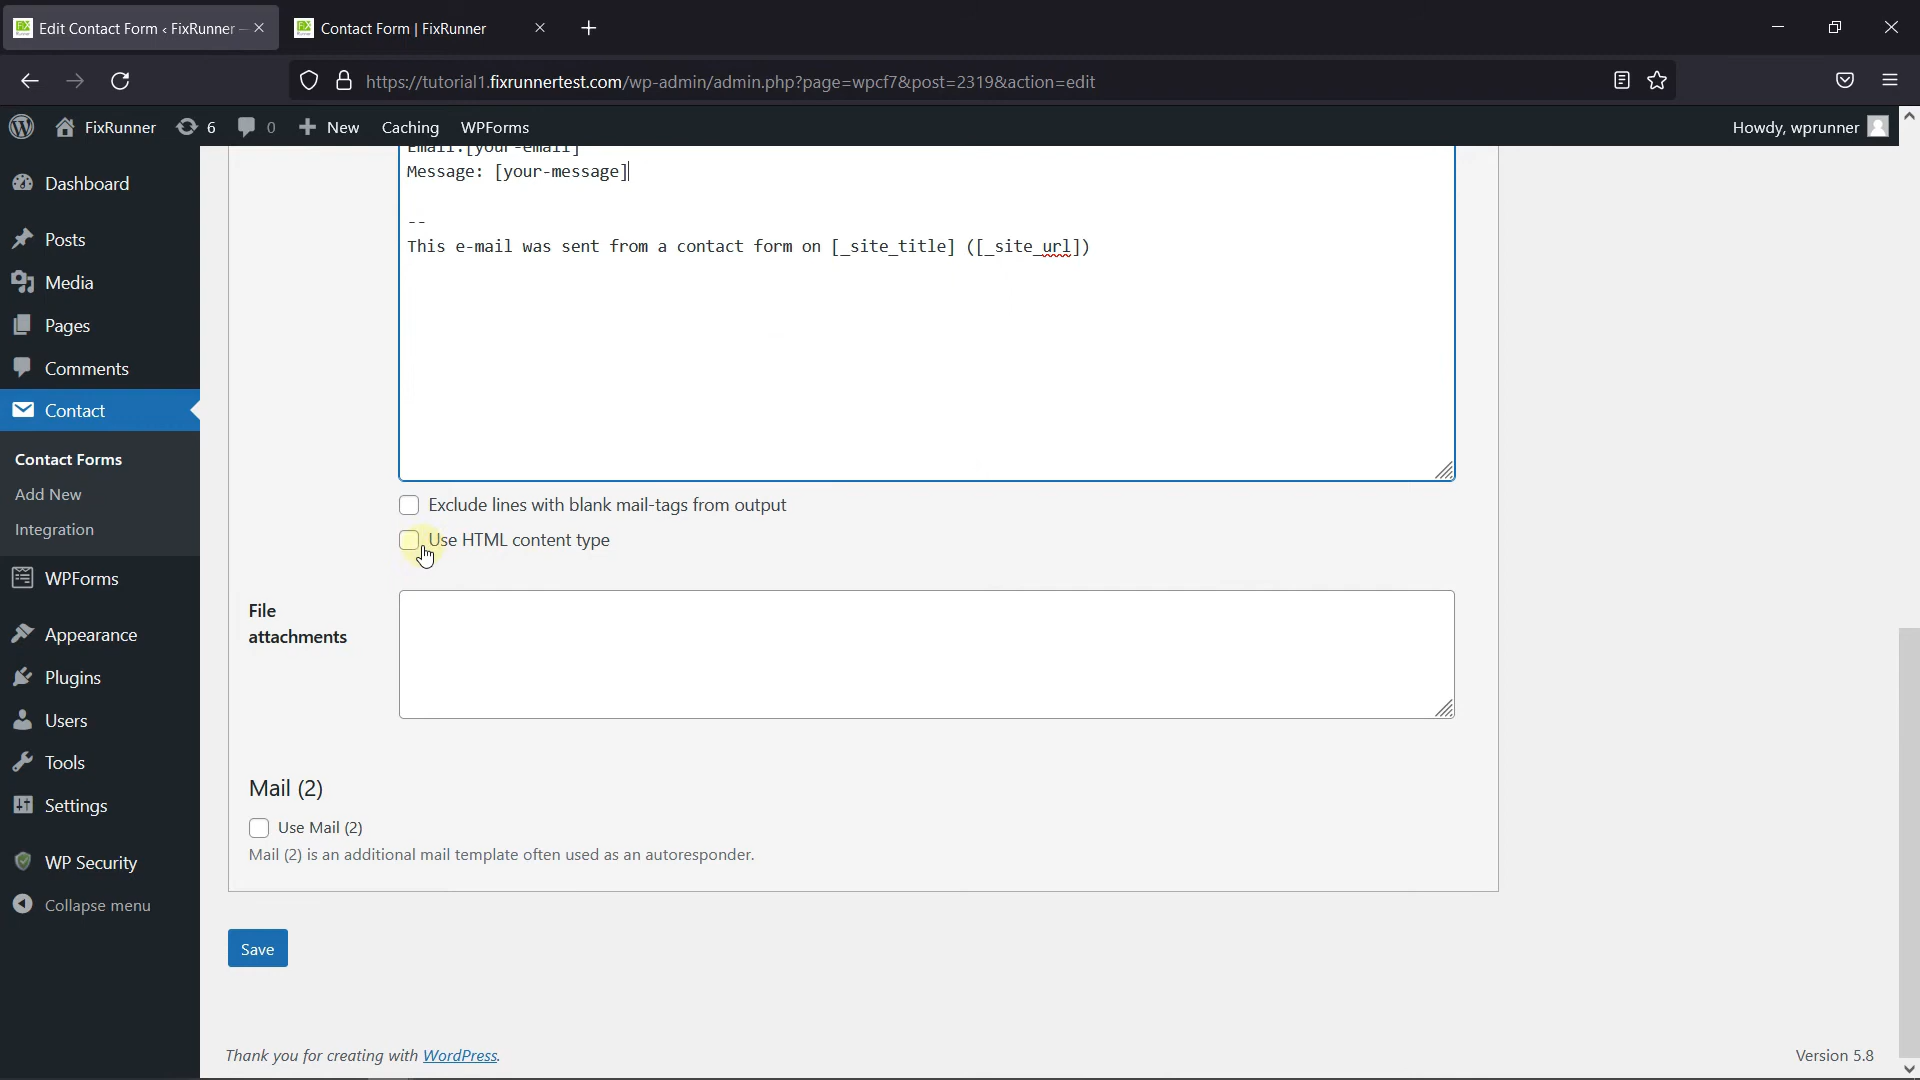 Edit Contact Form ‹ FixRunner —
Contact Form | FixRunner
https://tutorial1.fixrunnertest.com/wp-admin/admin.php?page=wpcf7&post=2319&action=edit
FixRunner
6
0
New
Caching
WPForms
Howdy, wprunner
Dashboard
Posts
Media
Pages
Comments
Contact
Contact Forms
Add New
Integration
WPForms
Appearance
Plugins
Users
Tools
Settings
WP Security
Collapse menu
Email:[your-email]
Message: [your-message]
--
This e-mail was sent from a contact form on [_site_title] ([_site_url])
Exclude lines with blank mail-tags from output
Use HTML content type
File
attachments
Mail (2)
Use Mail (2)
Mail (2) is an additional mail template often used as an autoresponder.
Save
Thank you for creating with WordPress.
Version 5.8